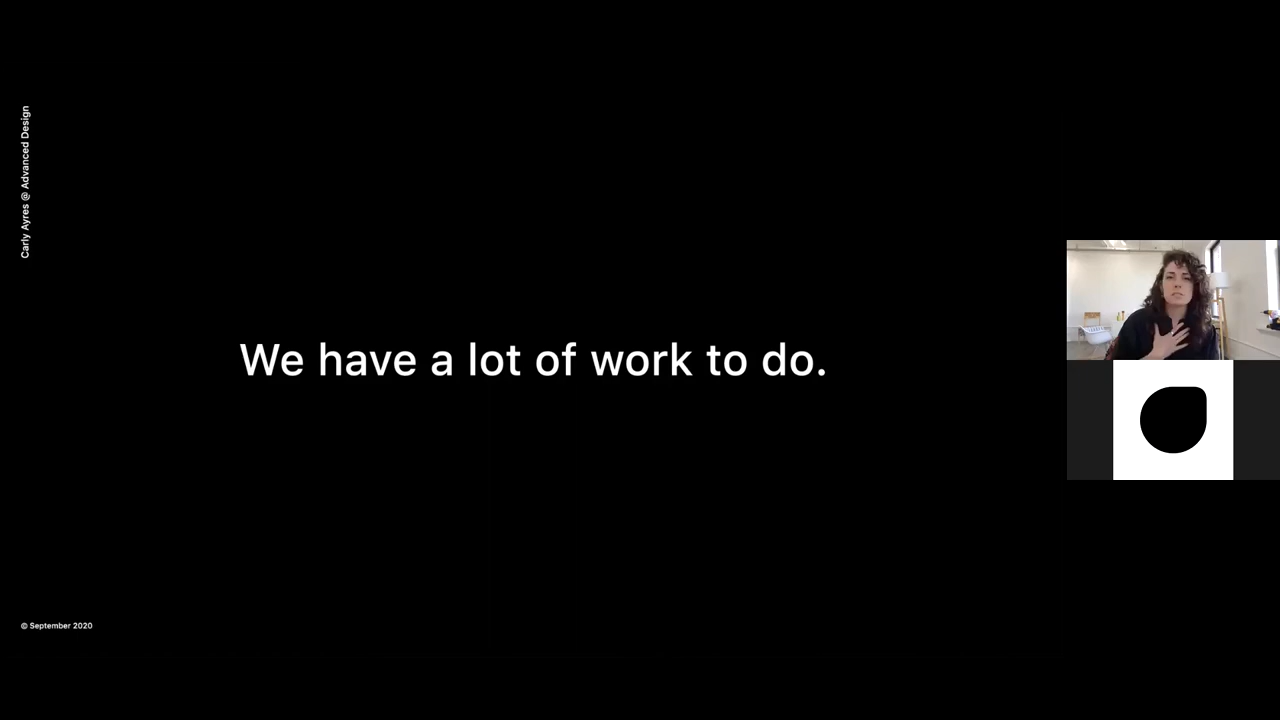 Carly Ayres @ Advanced Design
We have a lot of work to do.
© September 2020